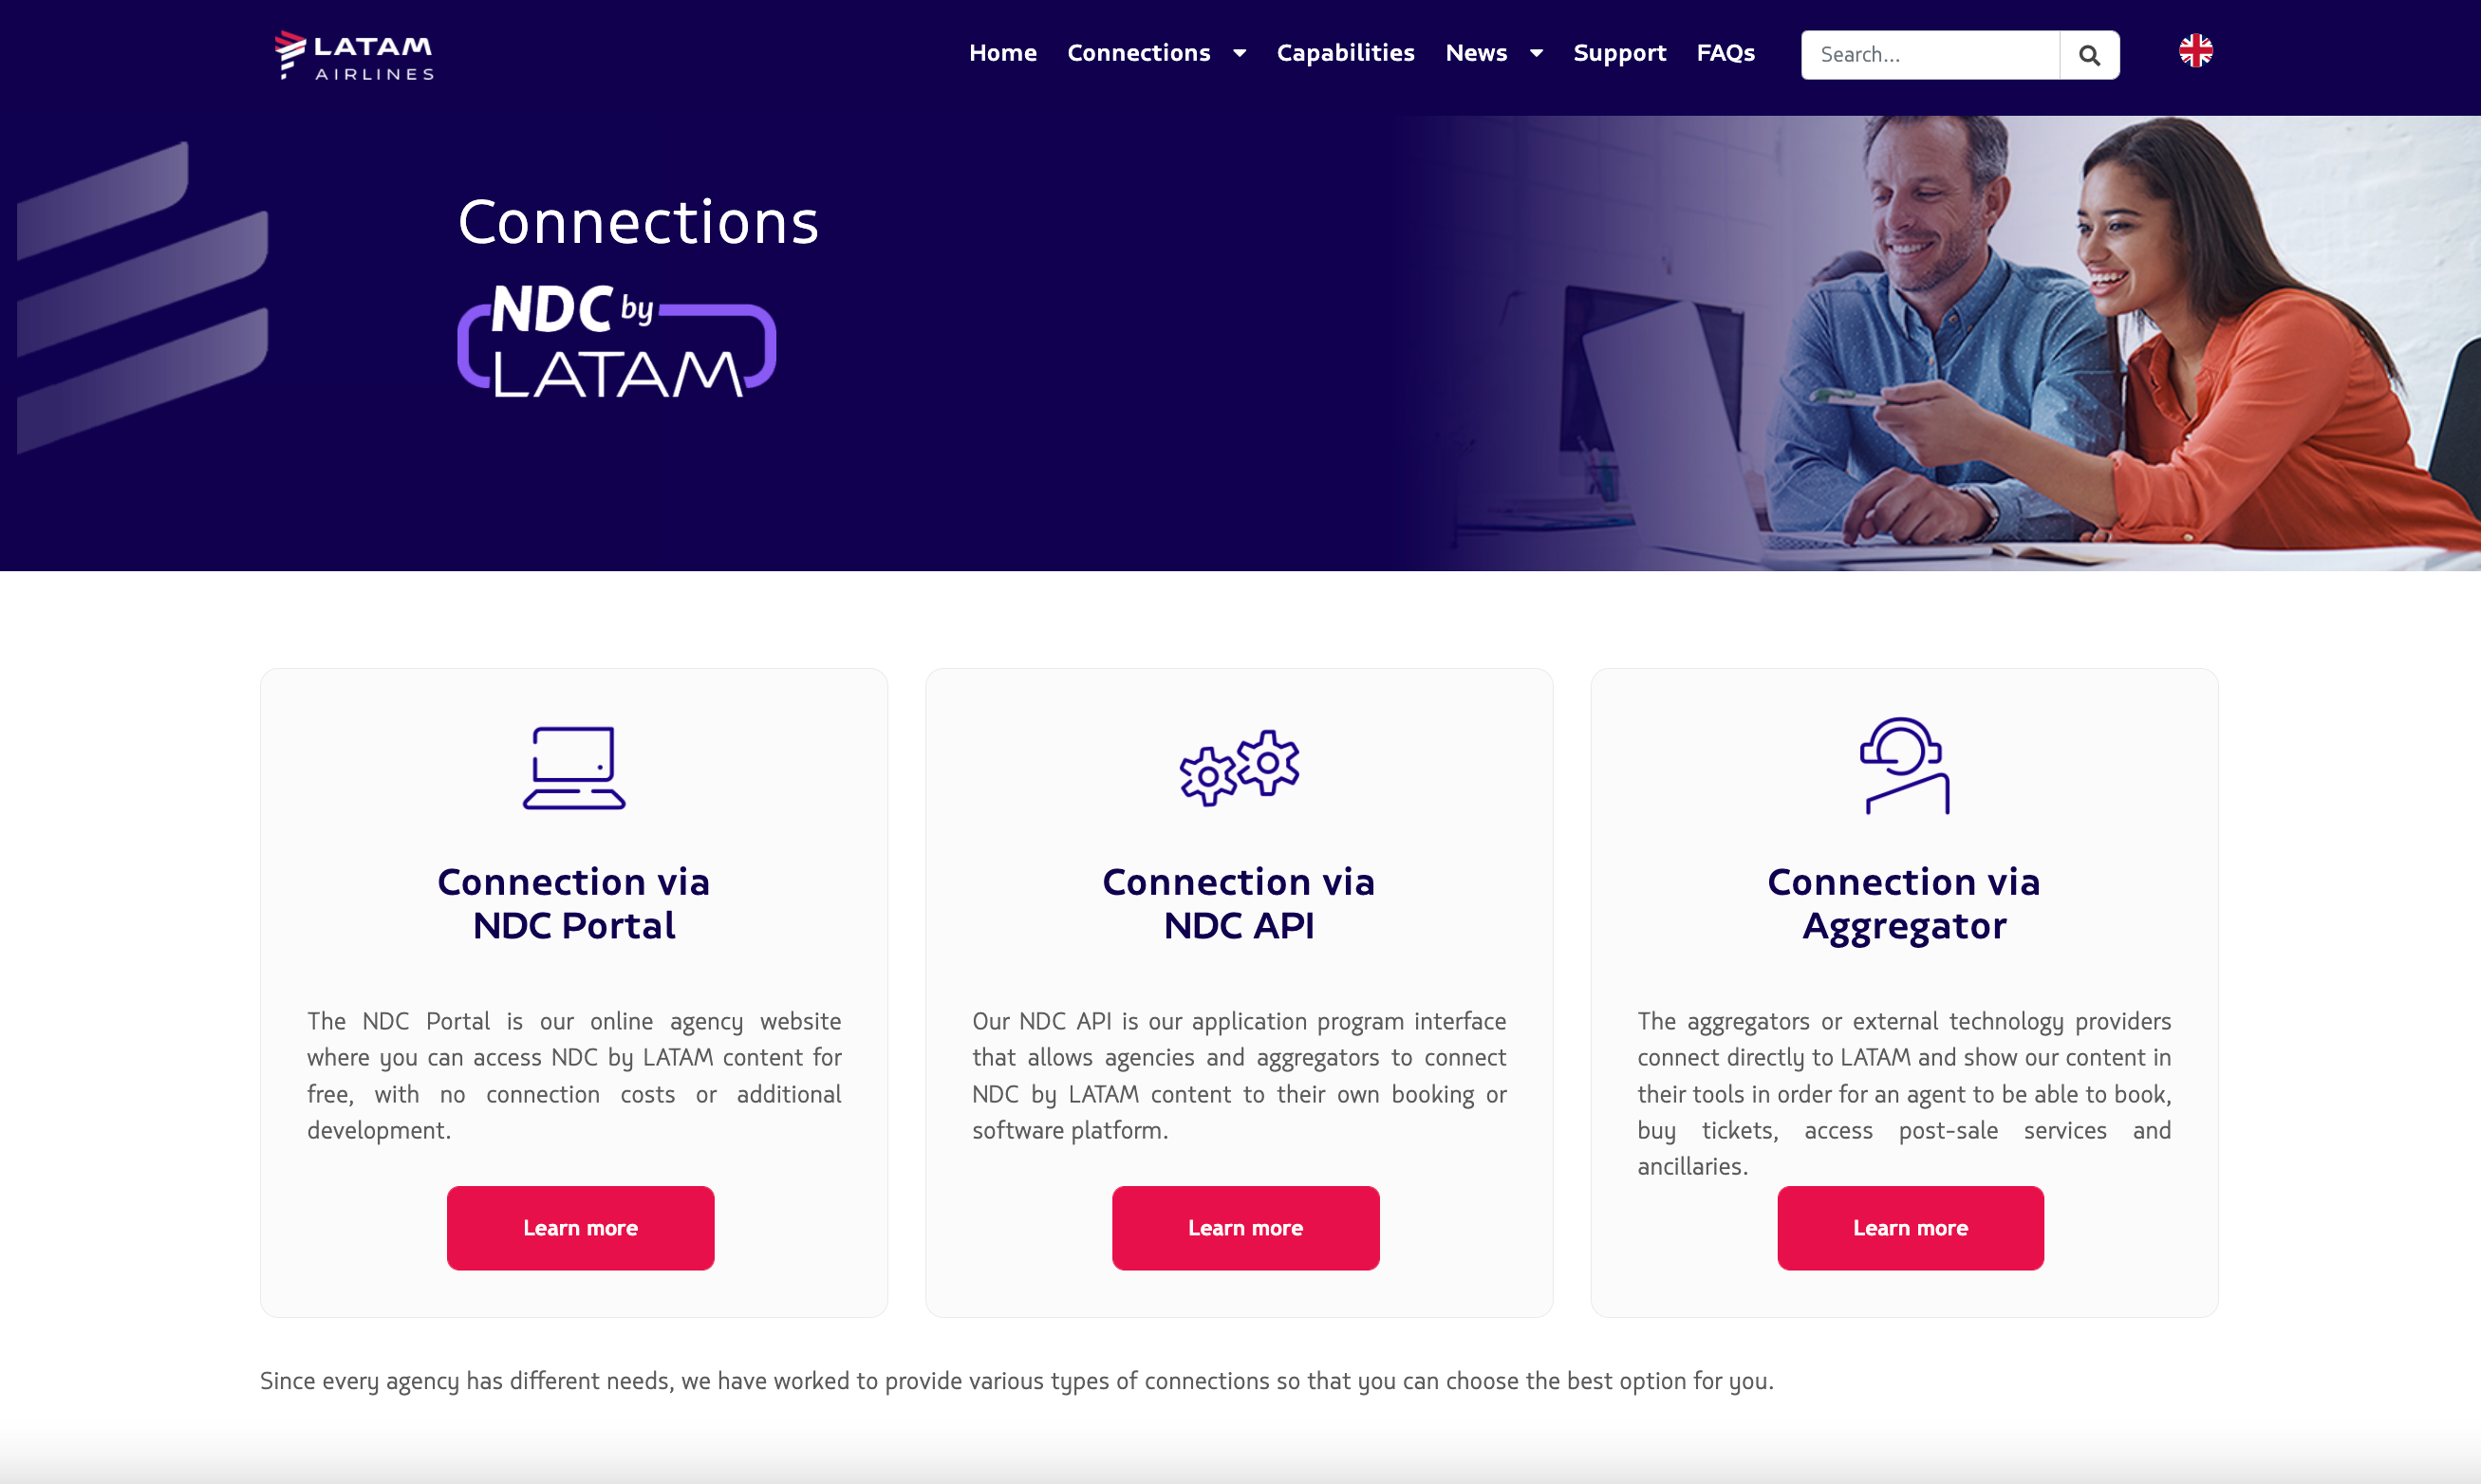 LATAM
AIRLINES
Home Connections Capabilities News Support FAQs Search...
Connections
NDC by
LATAM
Connection via
NDC Portal
The NDC Portal is our online agency website
where you can access NDC by LATAM content for
free, with no connection costs or additional
development.
Learn more
Connection via
NDC API
Our NDC API is our application program interface
that allows agencies and aggregators to connect
NDC by LATAM content to their own booking or
software platform.
Learn more
Connection via
Aggregator
The aggregators or external technology providers
connect directly to LATAM and show our content in
their tools in order for an agent to be able to book,
buy tickets, access post-sale services and
ancillaries.
Learn more
Since every agency has different needs, we have worked to provide various types of connections so that you can choose the best option for you.